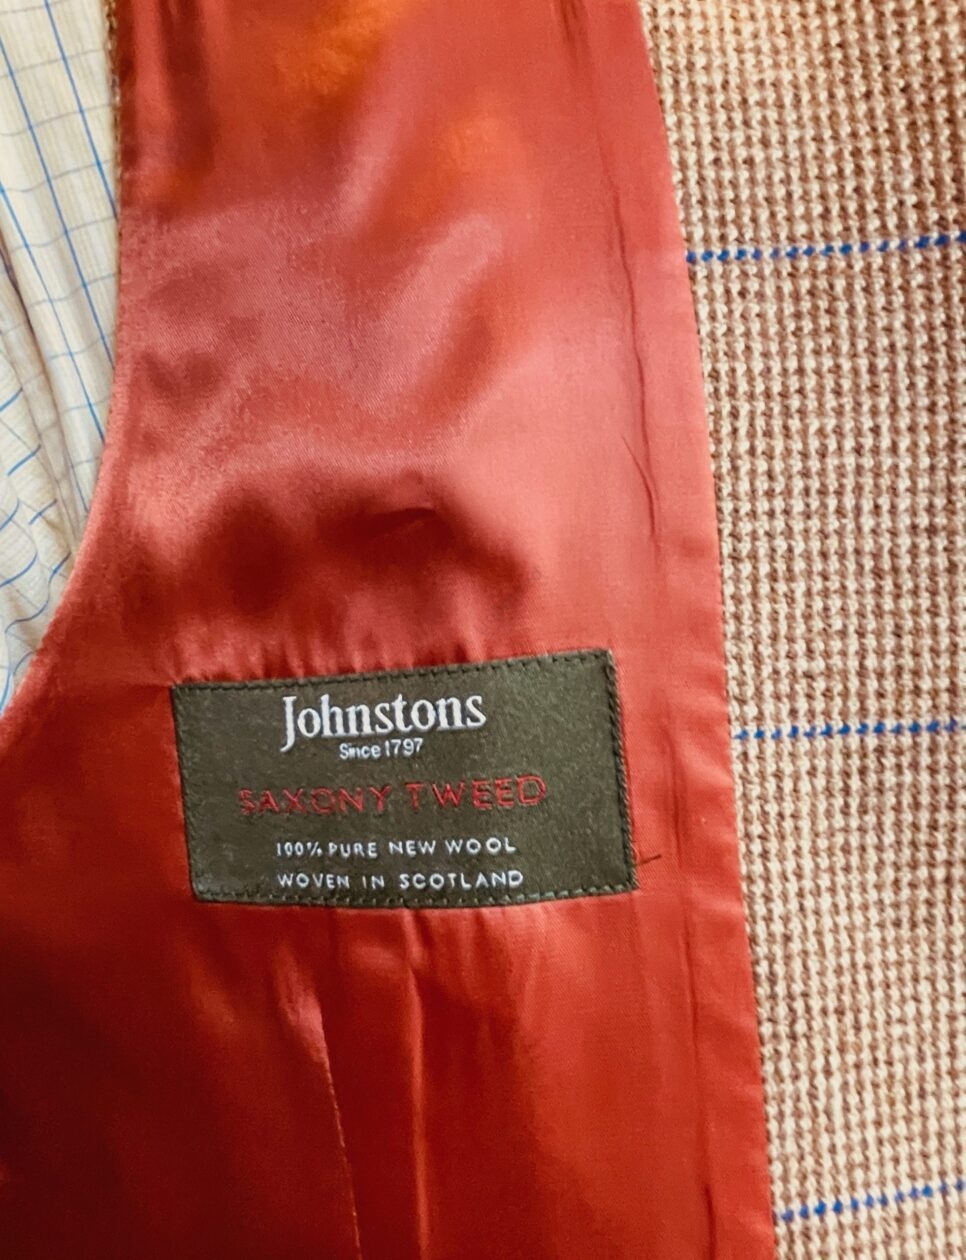 Johnstons
Since 1797
SAXONY TWEED
100% PURE NEW WOOL
WOVEN IN SCOTLAND